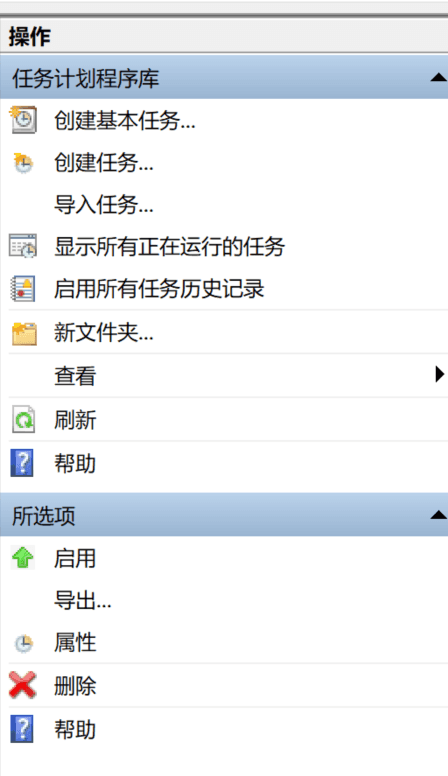 操作
任务计划程序库
创建基本任务...
创建任务...
导入任务...
显示所有正在运行的任务
启用所有任务历史记录
新文件夹...
查看
刷新
帮助
所选项
启用
导出...
属性
删除
帮助